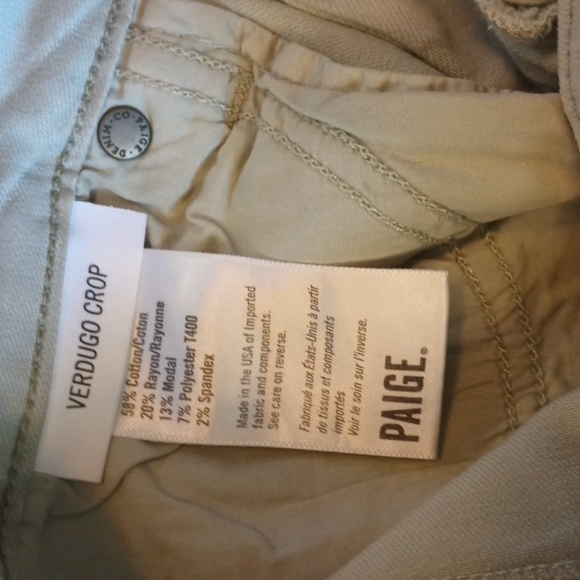 DENIM·CO·PAIGE·
VERDUGO CROP
58% Cotton/Coton
20% Rayon/Rayonne
13% Modal
7% Polyester T400
2% Spandex
Made in the USA of Imported
fabric and components.
See care on reverse.
Fabriqué aux États-Unis à partir
de tissus et composants
importés
Voir le soin sur l'inverse.
PAIGE®